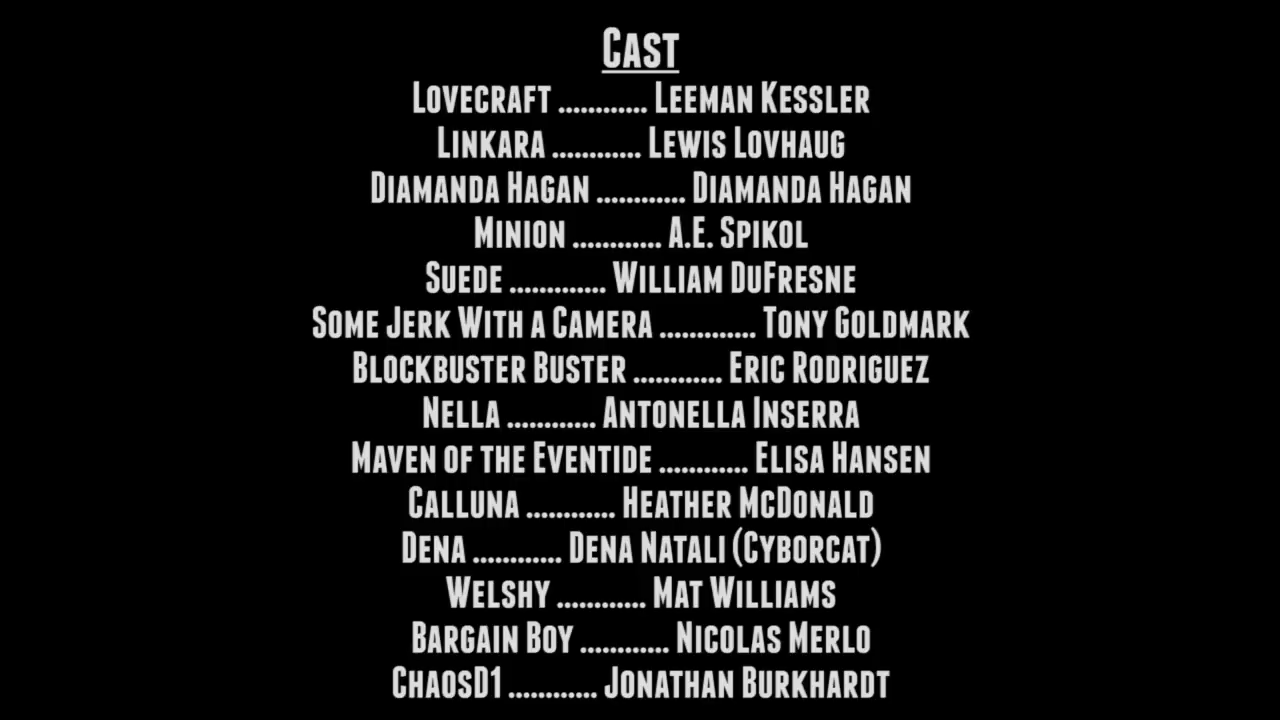 Cast
Lovecraft ............ Leeman Kessler
Linkara ............ Lewis Lovhaug
Diamanda Hagan ............ Diamanda Hagan
Minion ............ A.E. Spikol
Suede ............. William DuFresne
Some Jerk With a Camera ............. Tony Goldmark
Blockbuster Buster ............ Eric Rodriguez
Nella ............ Antonella Inserra
Maven of the Eventide ............ Elisa Hansen
Calluna ............ Heather McDonald
Dena ............ Dena Natali (Cyborcat)
Welshy ............ Mat Williams
Bargain Boy ............ Nicolas Merlo
ChaosD1 ............ Jonathan Burkhardt